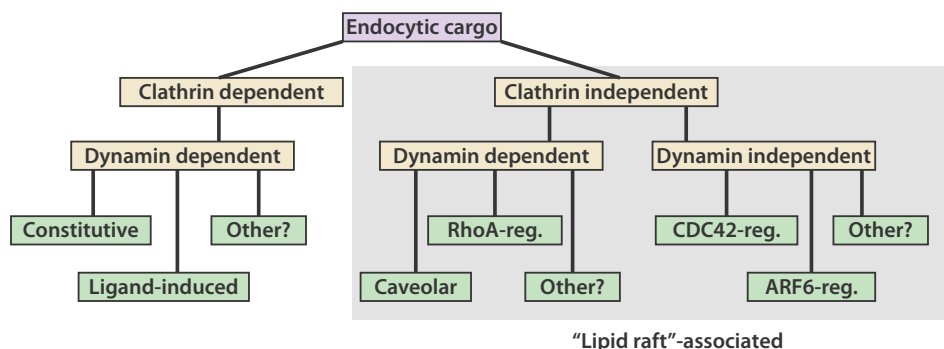 Endocytic cargo
Clathrin dependent
Clathrin independent
Dynamin dependent
Dynamin dependent
Dynamin independent
Constitutive
Other?
RhoA-reg.
CDC42-reg.
Other?
Ligand-induced
Caveolar
Other?
ARF6-reg.
“Lipid raft”-associated